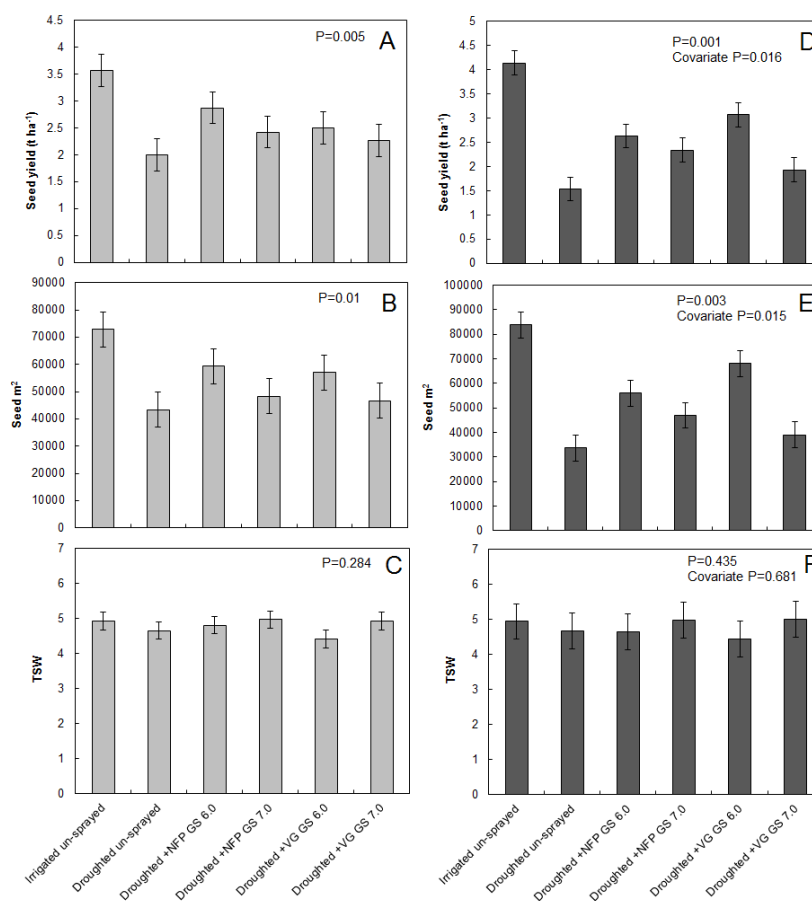 A
P=0.005
Seed yield (t ha⁻¹)
4.5
4
3.5
3
2.5
2
1.5
1
0.5
0
D
P=0.001
Covariate P=0.016
Seed yield (t ha⁻¹)
5
4.5
4
3.5
3
2.5
2
1.5
1
0.5
0
B
P=0.01
Seed m²
90000
80000
70000
60000
50000
40000
30000
20000
10000
0
E
P=0.003
Covariate P=0.015
Seed m²
100000
90000
80000
70000
60000
50000
40000
30000
20000
10000
0
C
P=0.284
TSW
7
6
5
4
3
2
1
0
Irrigated un-sprayed
Droughted un-sprayed
Droughted +NFP GS 6.0
Droughted +NFP GS 7.0
Droughted +VG GS 6.0
Droughted +VG GS 7.0
F
P=0.435
Covariate P=0.681
TSW
7
6
5
4
3
2
1
0
Irrigated un-sprayed
Droughted un-sprayed
Droughted +NFP GS 6.0
Droughted +NFP GS 7.0
Droughted +VG GS 6.0
Droughted +VG GS 7.0